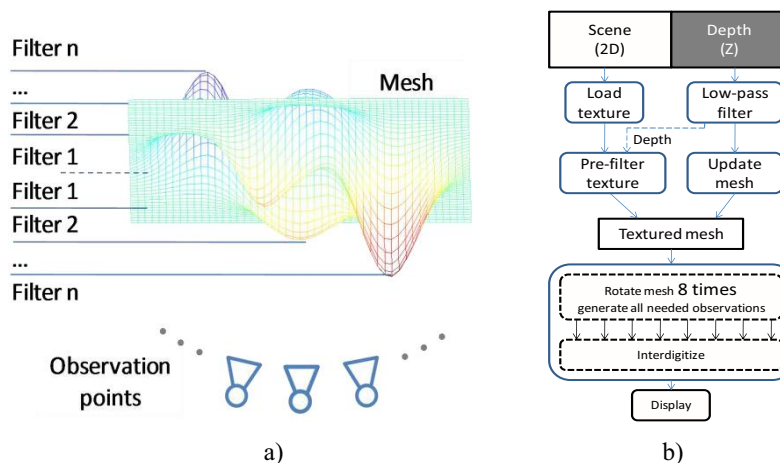 Filter n
...
Filter 2
Filter 1
Filter 1
Filter 2
...
Filter n
Mesh
Observation
points
a)
Scene
(2D)
Depth
(Z)
Load
texture
Low-pass
filter
Depth
Pre-filter
texture
Update
mesh
Textured mesh
Rotate mesh 8 times
generate all needed observations
Interdigitize
Display
b)